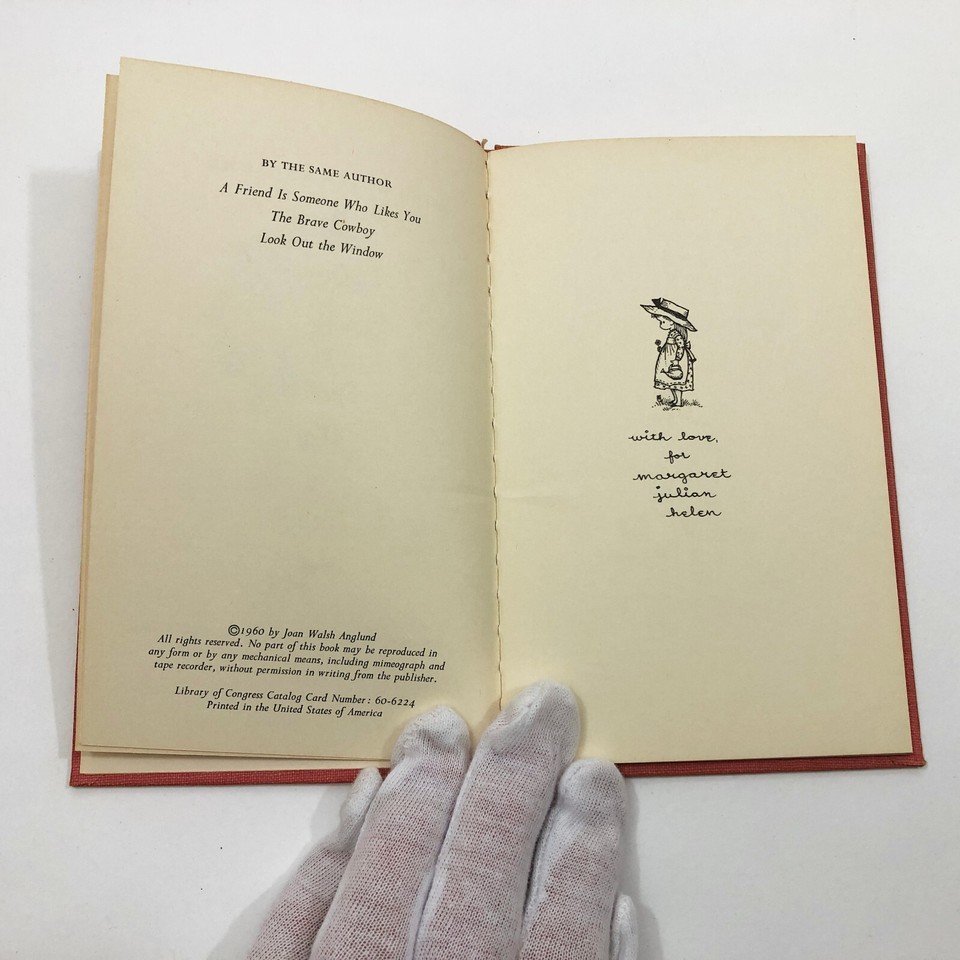 BY THE SAME AUTHOR
A Friend Is Someone Who Likes You
The Brave Cowboy
Look Out the Window
©1960 by Joan Walsh Anglund
All rights reserved. No part of this book may be reproduced in
any form or by any mechanical means, including mimeograph and
tape recorder, without permission in writing from the publisher.
Library of Congress Catalog Card Number: 60-6224
Printed in the United States of America
with love,
for
margaret
julian
helen